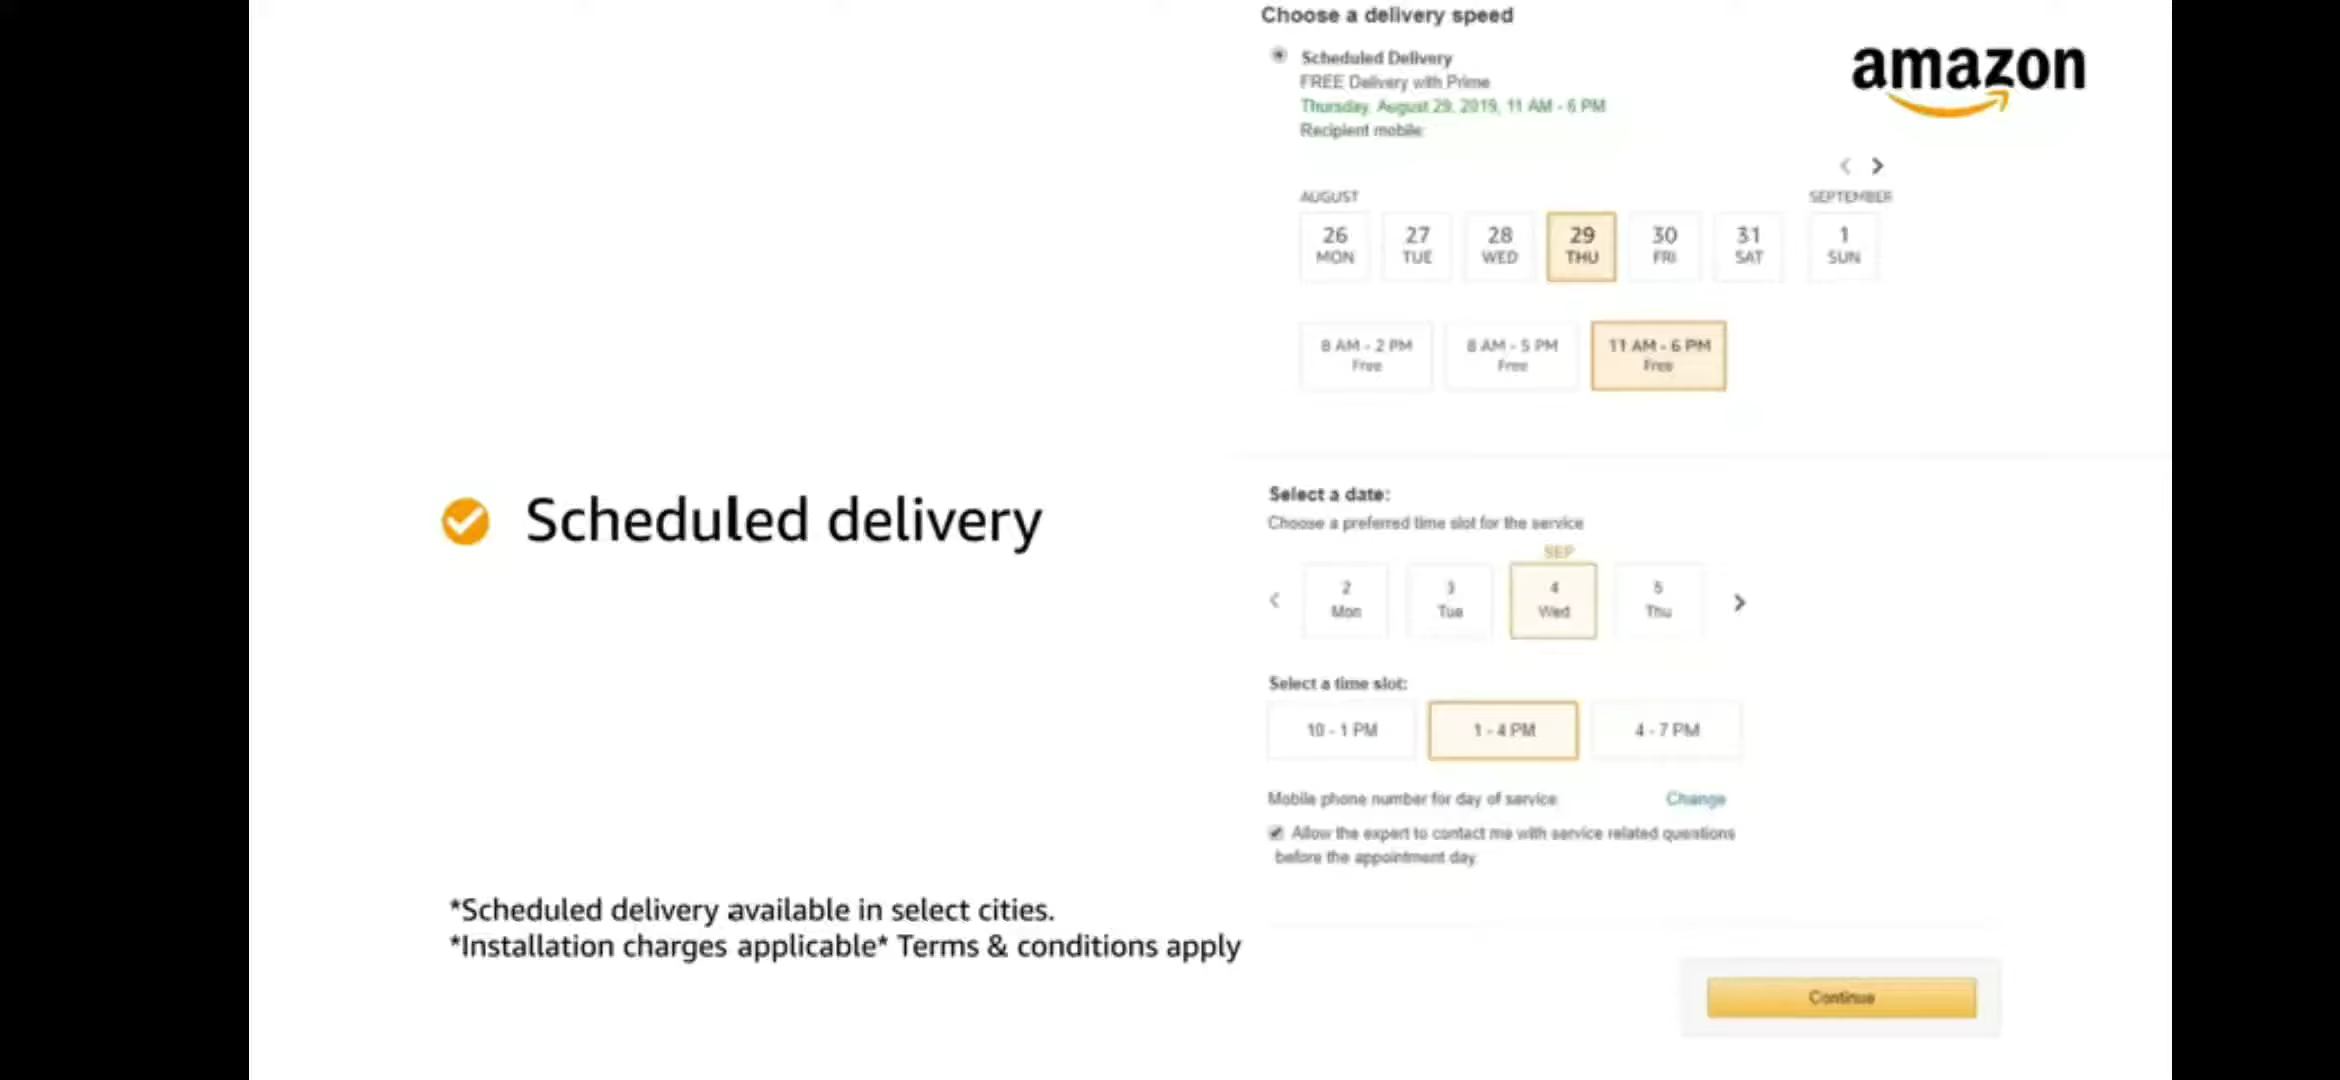 Choose a delivery speed
amazon
Scheduled Delivery
FREE Delivery with Prime
Thursday, August 29, 2019, 11 AM - 6 PM
Recipient mobile:
AUGUST SEPTEMBER
26 27 28 29 30 31 1
MON TUE WED THU FRI SAT SUN
8 AM - 2 PM 8 AM - 5 PM 11 AM - 6 PM
Free Free Free
Scheduled delivery
Select a date:
Choose a preferred time slot for the service
SEP
2 3 4 5
Mon Tue Wed Thu
Select a time slot:
10 - 1 PM 1 - 4 PM 4 - 7 PM
Mobile phone number for day of service Change
Allow the expert to contact me with service related questions
before the appointment day
*Scheduled delivery available in select cities.
*Installation charges applicable* Terms & conditions apply
Continue